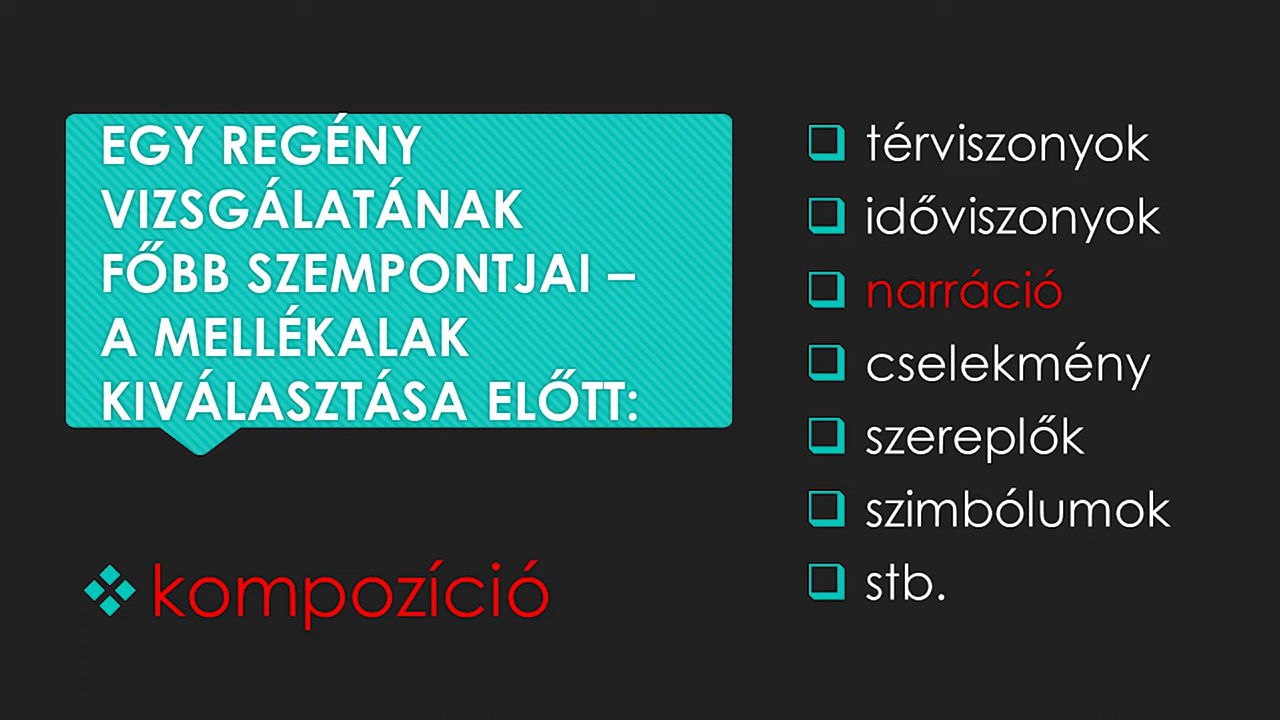 EGY REGÉNY
VIZSGÁLATÁNAK
FŐBB SZEMPONTJAI –
A MELLÉKALAK
KIVÁLASZTÁSA ELŐTT:
kompozíció
térviszonyok
időviszonyok
narráció
cselekmény
szereplők
szimbólumok
stb.